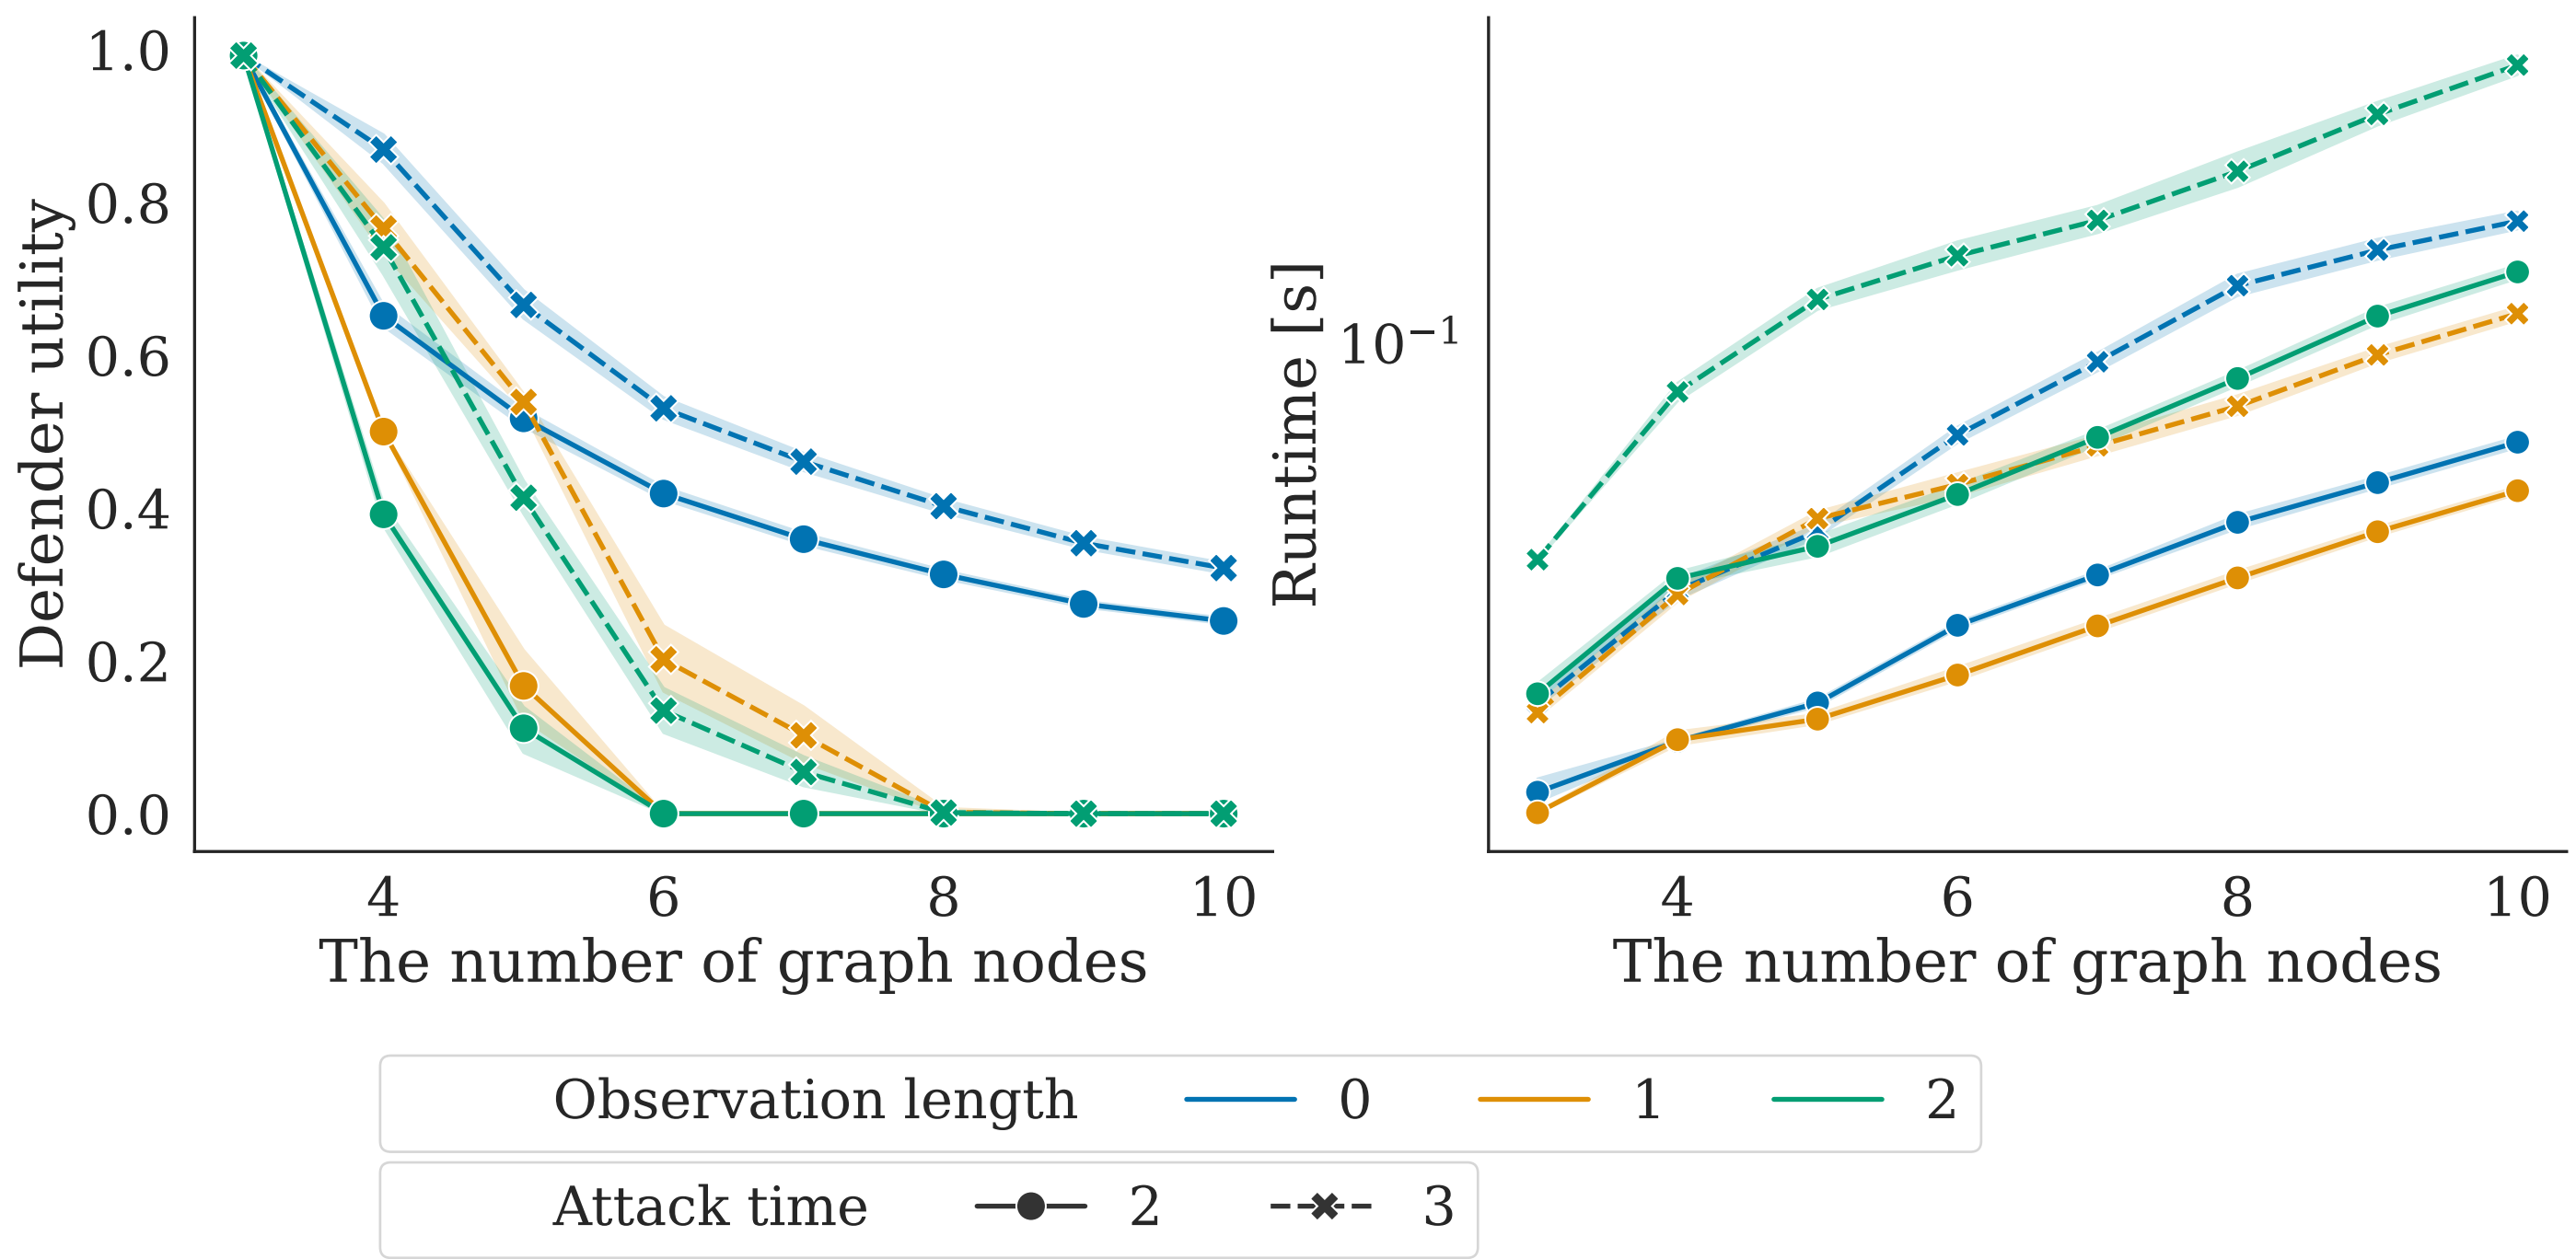 Defender utility
1.0
0.8
0.6
0.4
0.2
0.0
4 6 8 10
The number of graph nodes
Runtime [s]
10⁻¹
4 6 8 10
The number of graph nodes
Observation length 0 1 2
Attack time 2 3